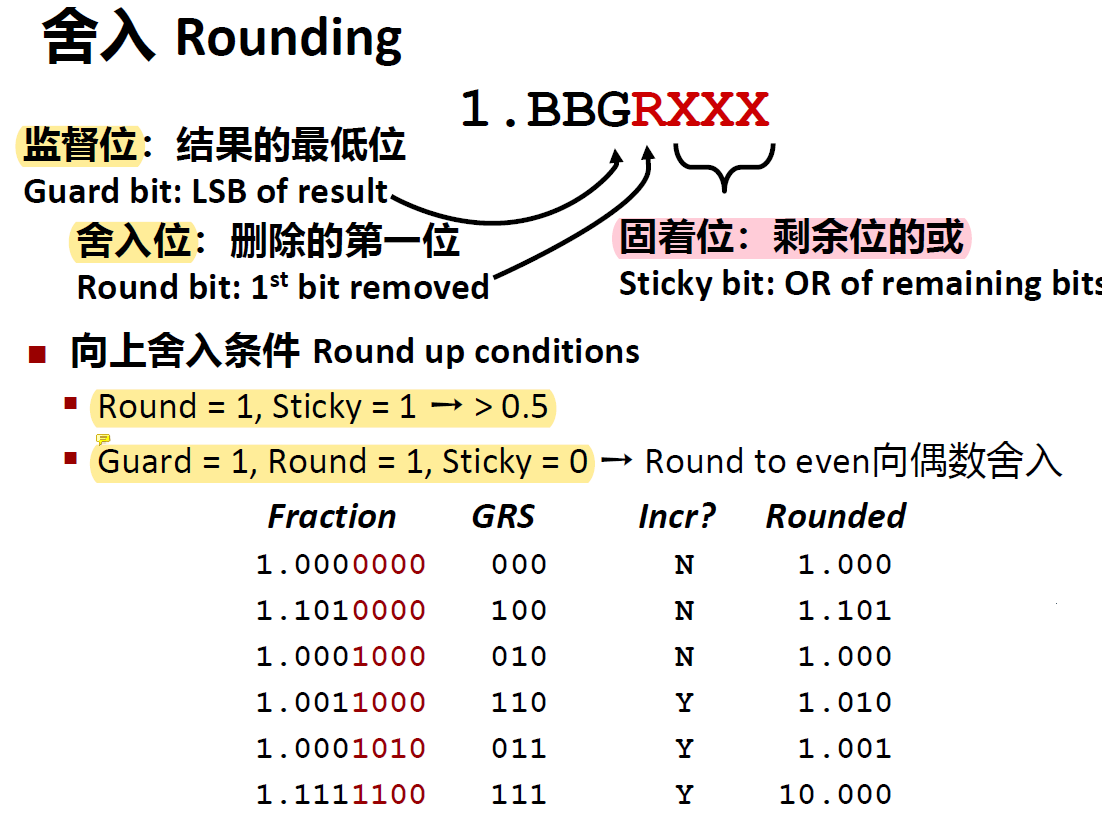 舍入 Rounding
1.BBGRXXX
监督位：结果的最低位
Guard bit: LSB of result
舍入位：删除的第一位
Round bit: 1st bit removed
固着位：剩余位的或
Sticky bit: OR of remaining bits
向上舍入条件 Round up conditions
Round = 1, Sticky = 1 → > 0.5
Guard = 1, Round = 1, Sticky = 0 → Round to even向偶数舍入
Fraction GRS Incr? Rounded
1.0000000 000 N 1.000
1.1010000 100 N 1.101
1.0001000 010 N 1.000
1.0011000 110 Y 1.010
1.0001010 011 Y 1.001
1.1111100 111 Y 10.000